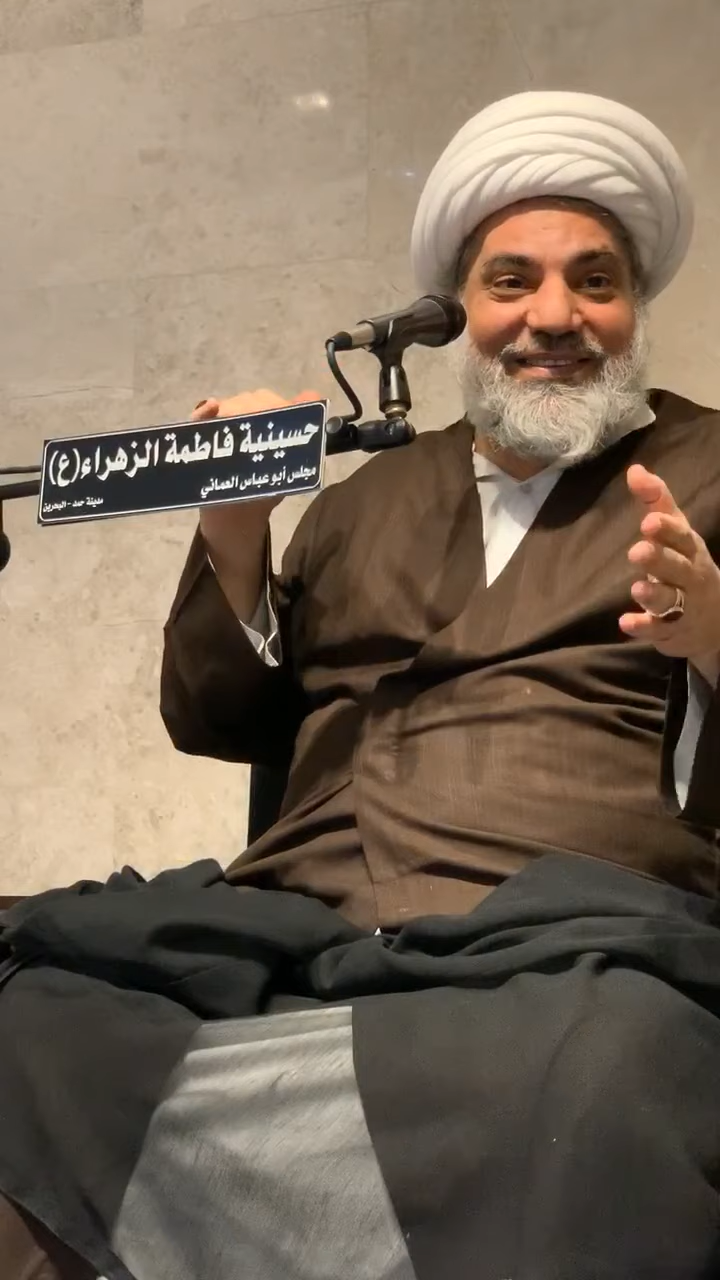 حسينية فاطمة الزهراء(ع)
مجلس أبو عباس العماني
مدينة حمد - البحرين